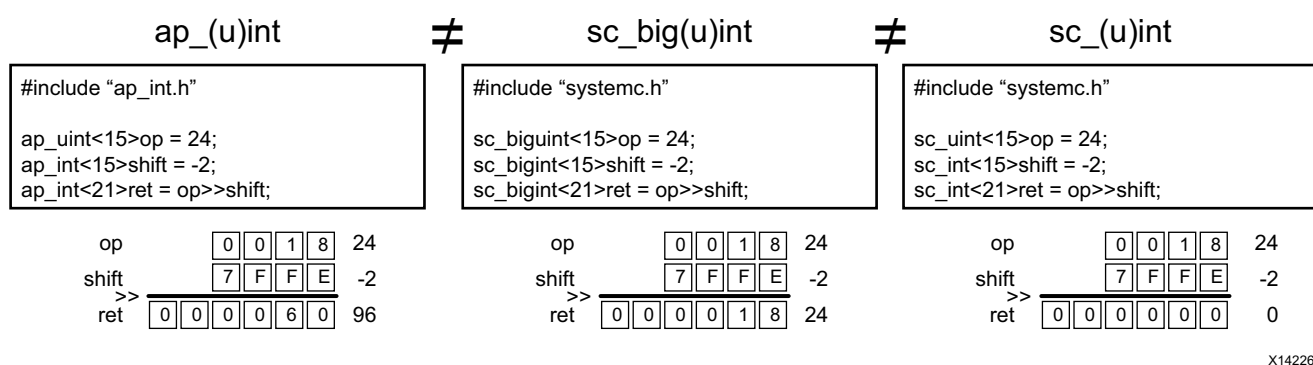 ap_(u)int ≠ sc_big(u)int ≠ sc_(u)int
#include “ap_int.h”
ap_uint<15>op = 24;
ap_int<15>shift = -2;
ap_int<21>ret = op>>shift;
#include “systemc.h”
sc_biguint<15>op = 24;
sc_bigint<15>shift = -2;
sc_bigint<21>ret = op>>shift;
#include “systemc.h”
sc_uint<15>op = 24;
sc_int<15>shift = -2;
sc_int<21>ret = op>>shift;
op 0 0 1 8 24
shift 7 F F E -2
>>
ret 0 0 0 0 6 0 96
op 0 0 1 8 24
shift 7 F F E -2
>>
ret 0 0 0 0 1 8 24
op 0 0 1 8 24
shift 7 F F E -2
>>
ret 0 0 0 0 0 0 0
X14226